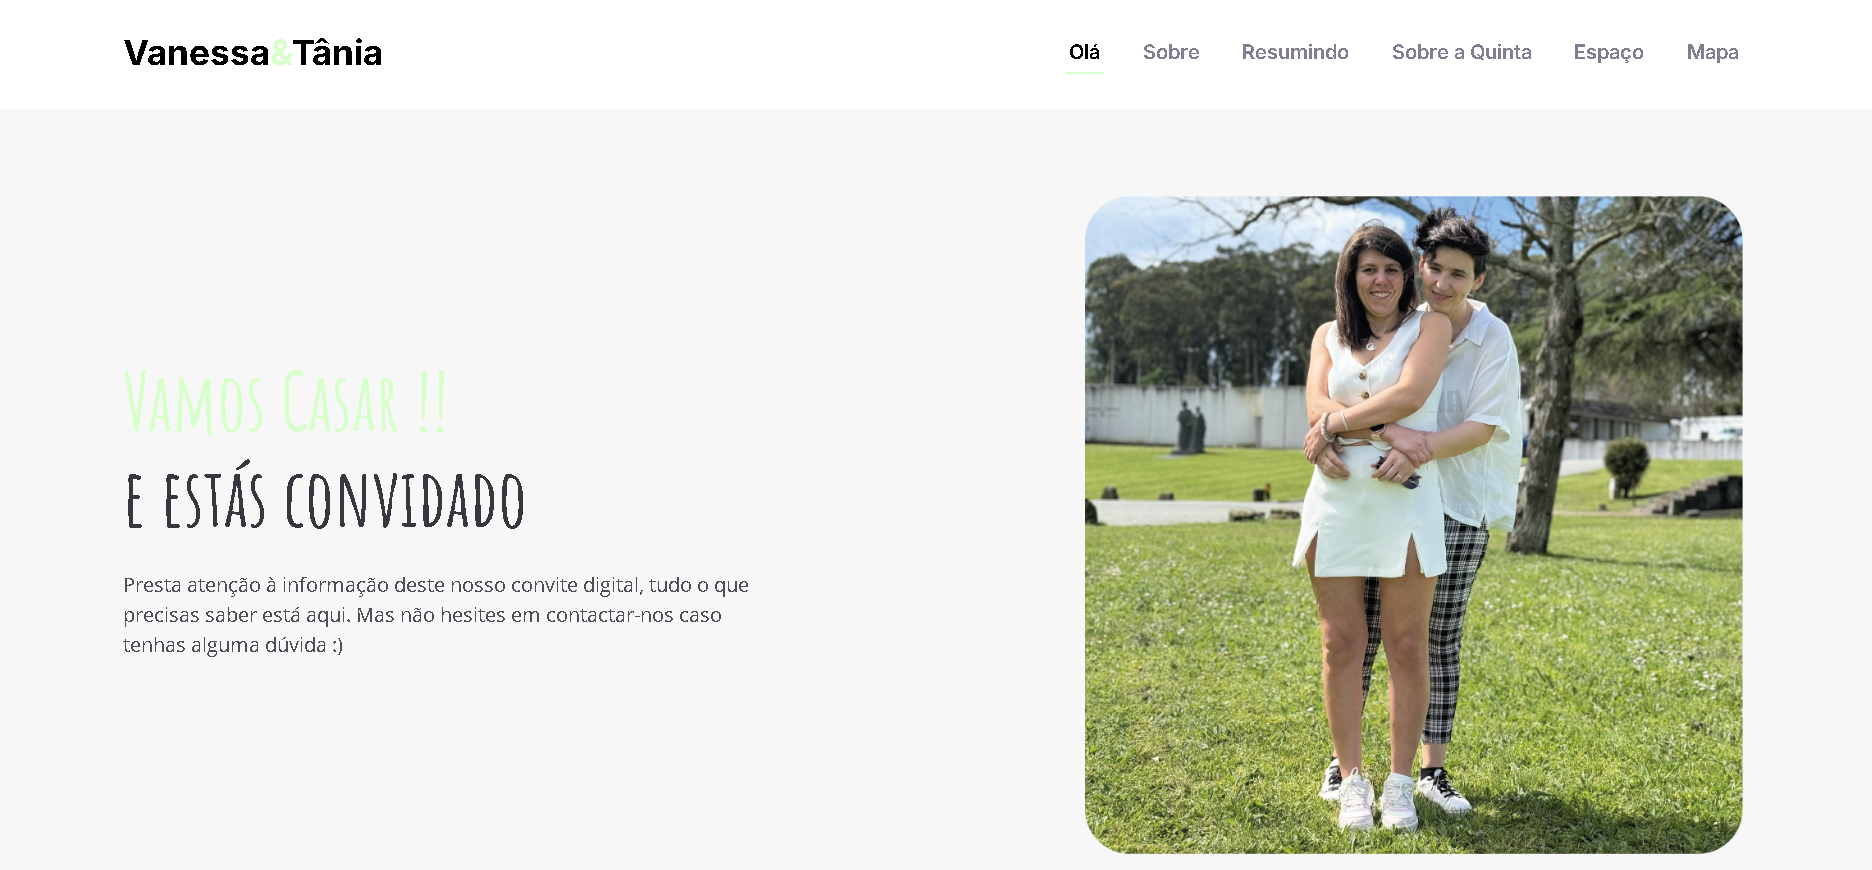 Vanessa&Tânia
Olá Sobre Resumindo Sobre a Quinta Espaço Mapa
Vamos Casar !!
e estás convidado
Presta atenção à informação deste nosso convite digital, tudo o que
precisas saber está aqui. Mas não hesites em contactar-nos caso
tenhas alguma dúvida :)